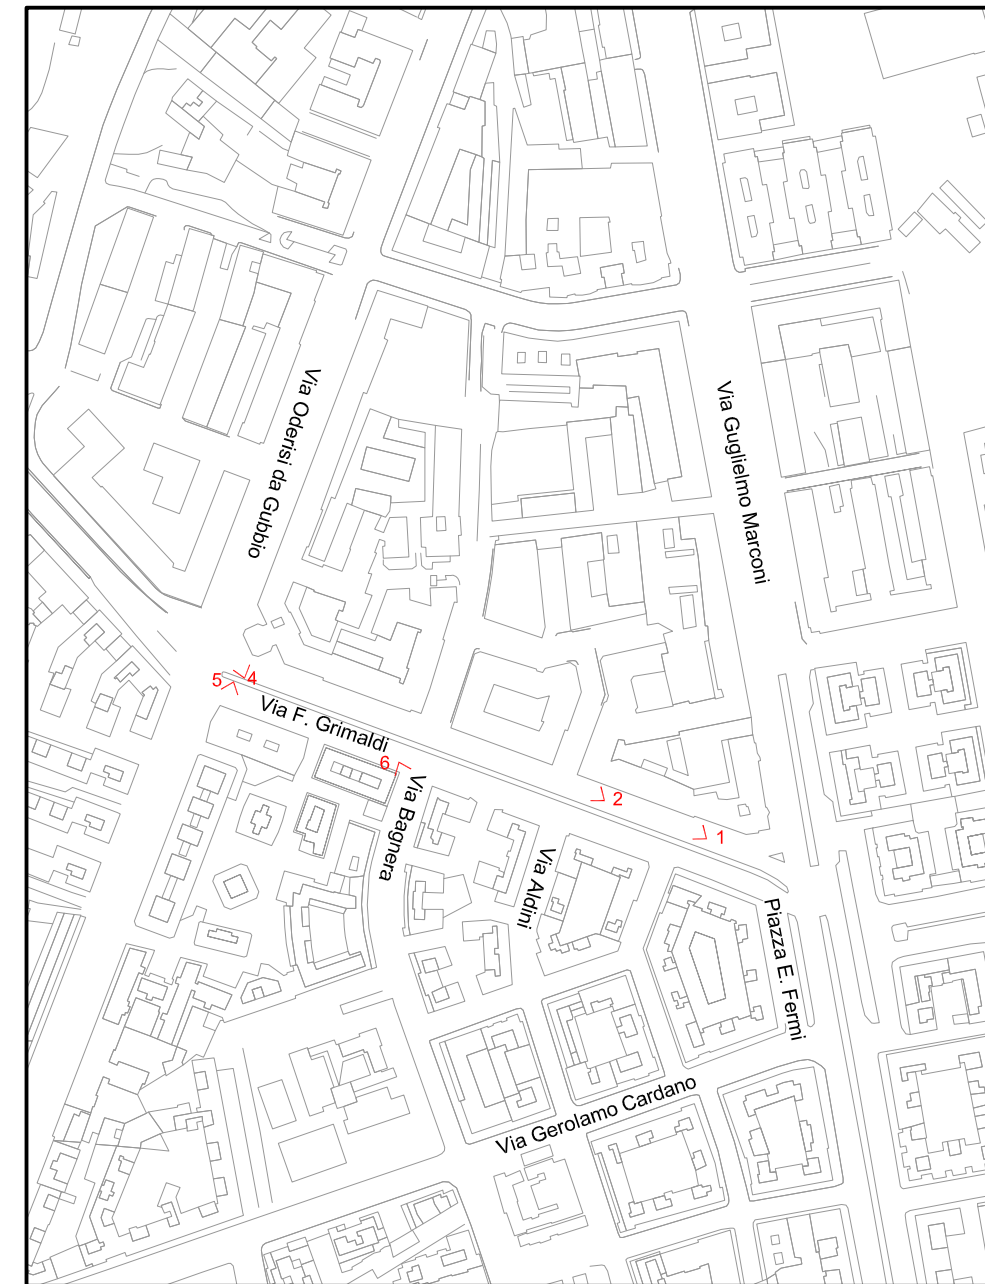 Via Oderisi da Gubbio
Via Guglielmo Marconi
5
4
Via F. Grimaldi
6
Via Bagnera
2
1
Via Aldini
Piazza E. Fermi
Via Gerolamo Cardano